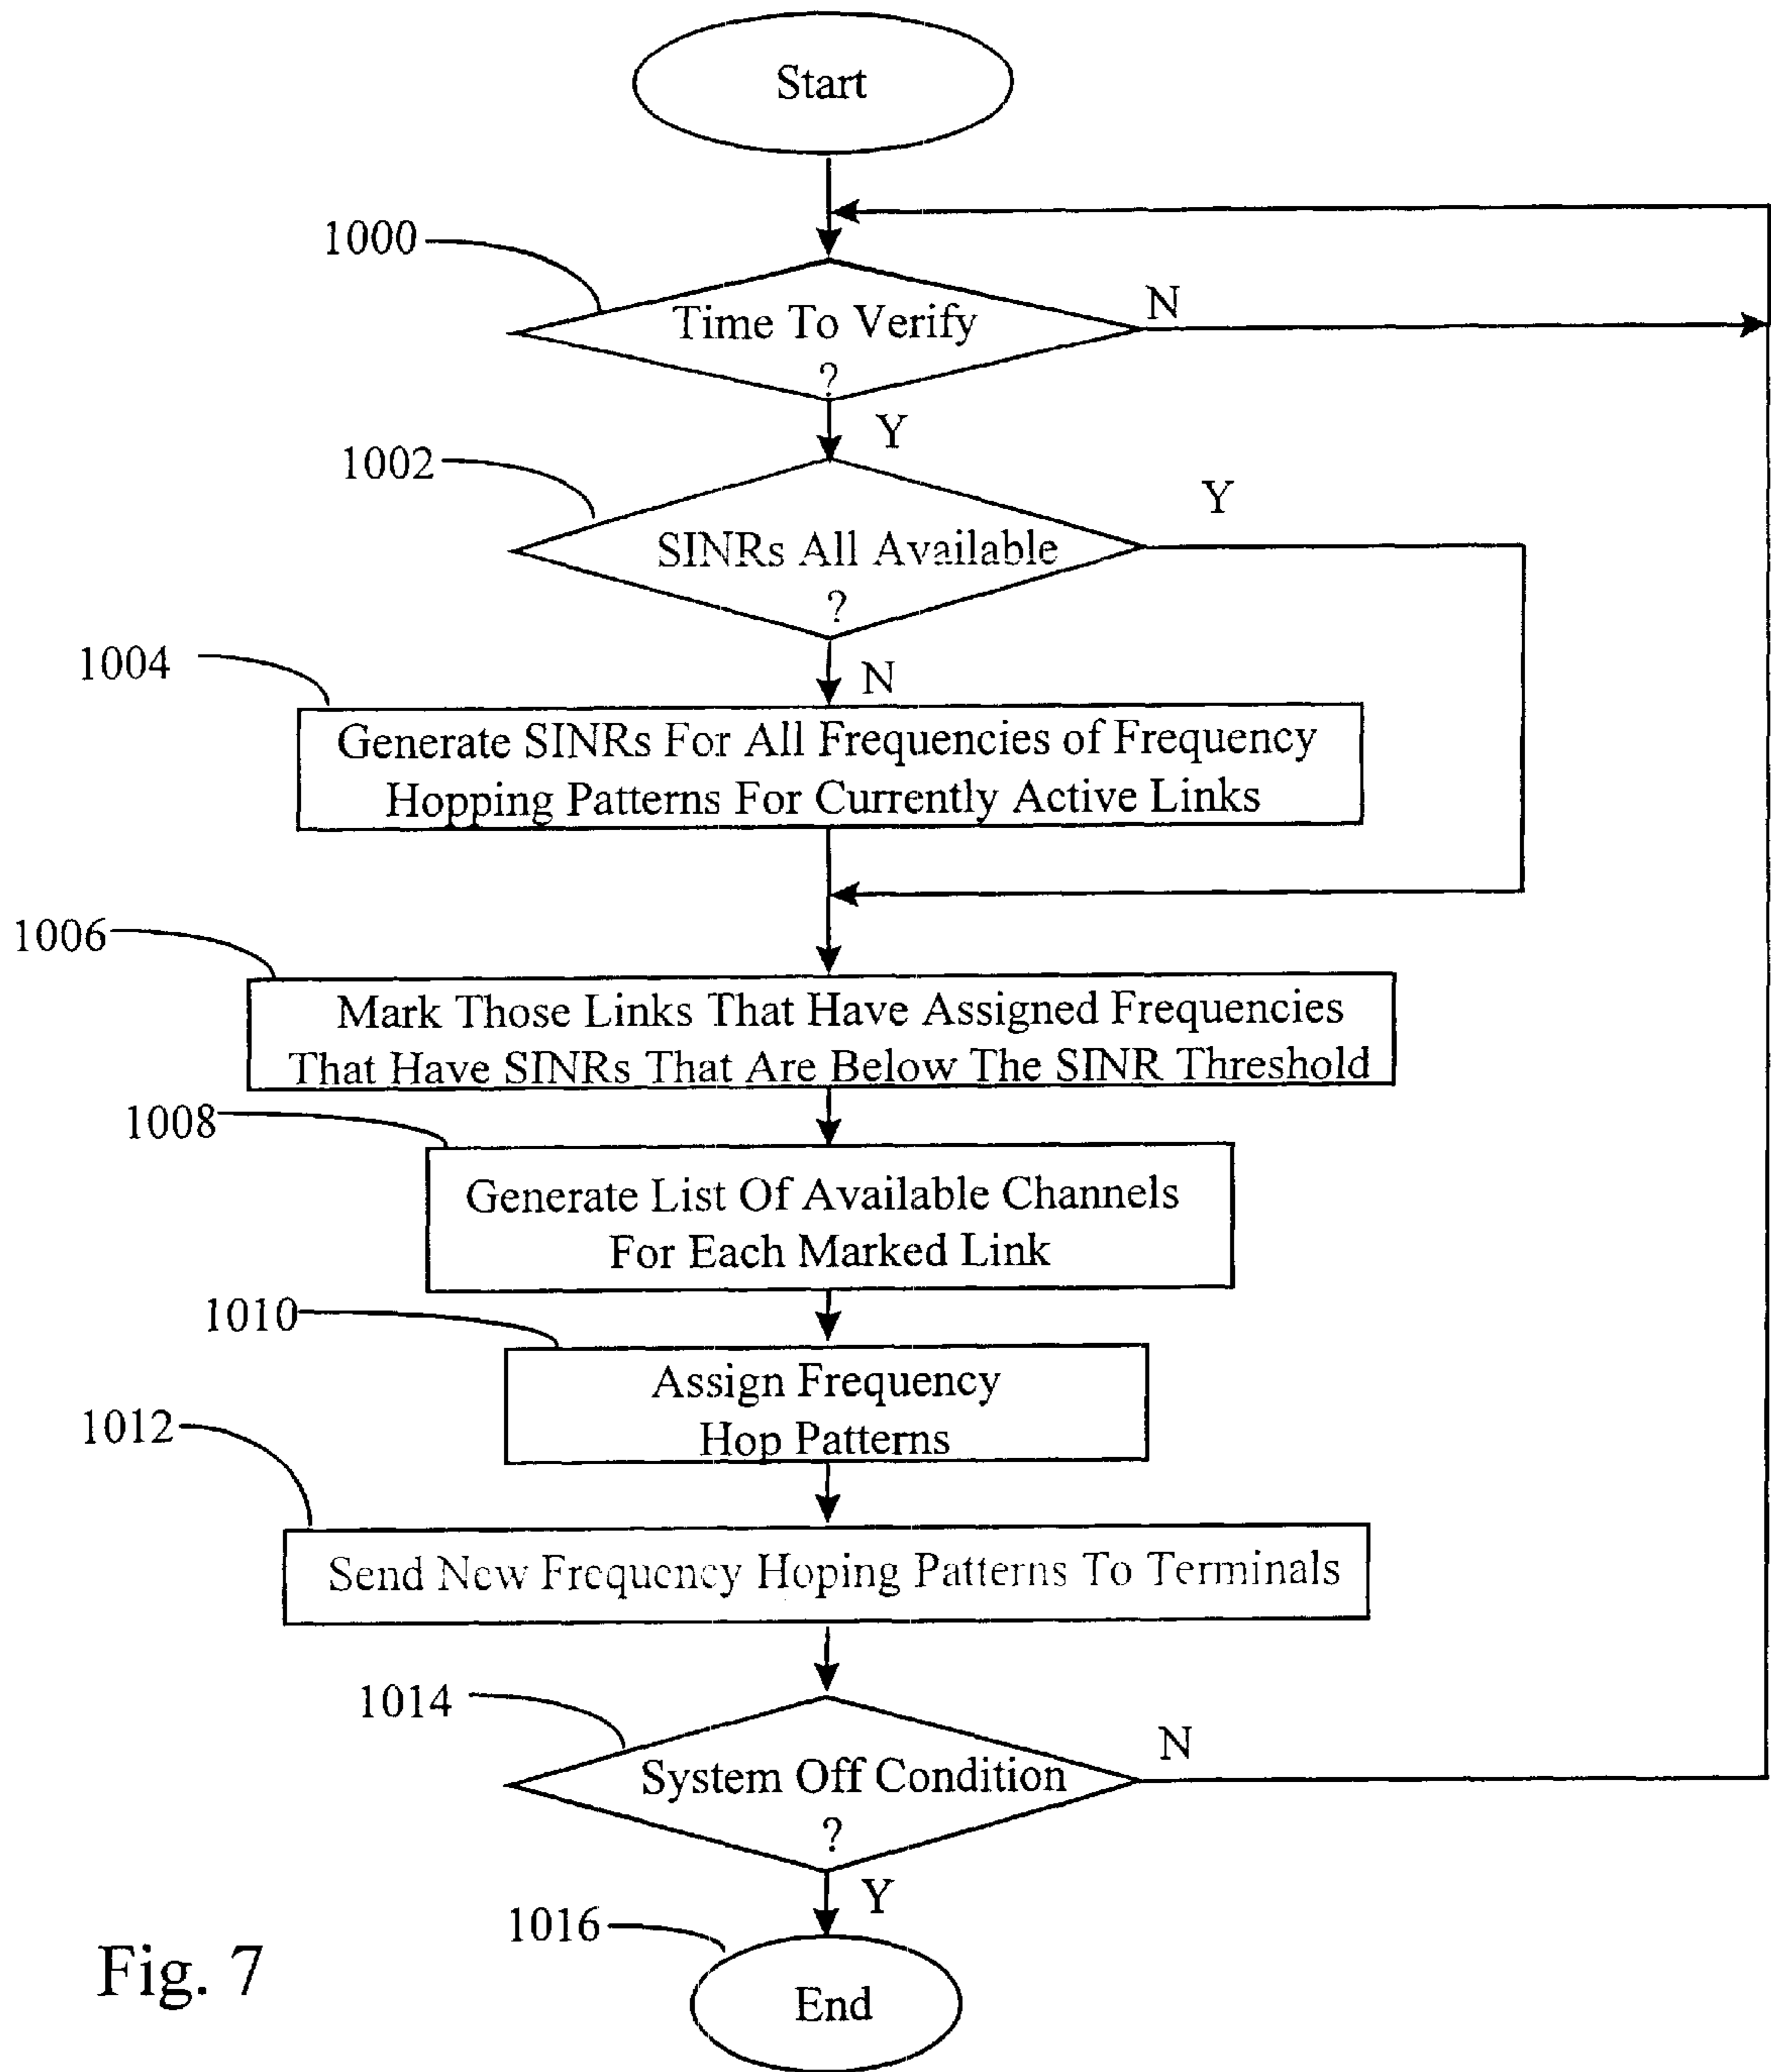 Start
1000
Time To Verify
?
N
Y
1002
SINRs All Available
?
Y
N
1004
Generate SINRs For All Frequencies of Frequency
Hopping Patterns For Currently Active Links
1006
Mark Those Links That Have Assigned Frequencies
That Have SINRs That Are Below The SINR Threshold
1008
Generate List Of Available Channels
For Each Marked Link
1010
Assign Frequency
Hop Patterns
1012
Send New Frequency Hoping Patterns To Terminals
1014
System Off Condition
?
N
Y
1016
End
Fig. 7